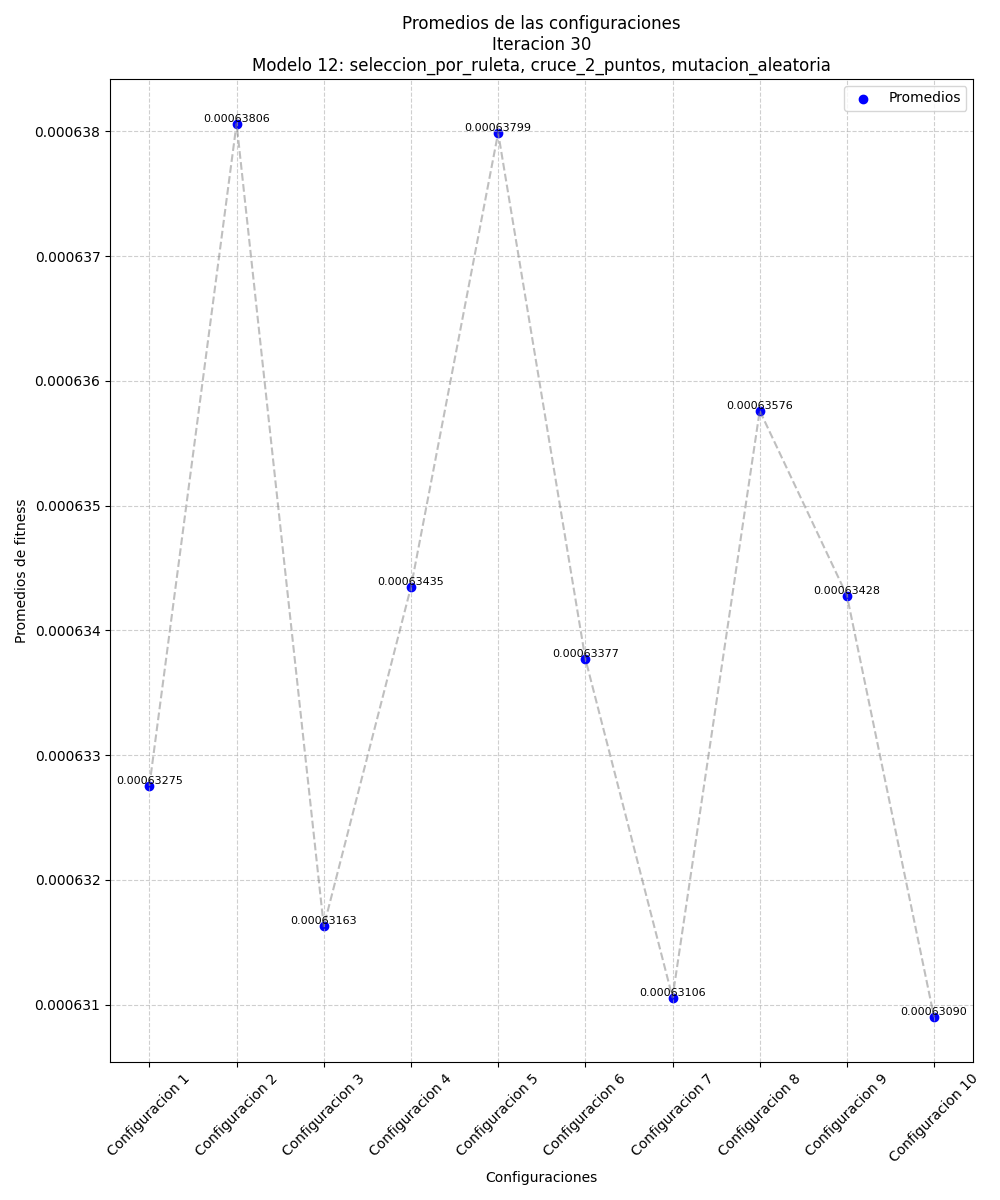 Promedios de las configuraciones
Iteracion 30
Modelo 12: seleccion_por_ruleta, cruce_2_puntos, mutacion_aleatoria
Promedios
0.000638
0.000637
0.000636
0.000635
0.000634
0.000633
0.000632
0.000631
Promedios de fitness
0.00063275
0.00063806
0.00063163
0.00063435
0.00063799
0.00063377
0.00063106
0.00063576
0.00063428
0.00063090
Configuracion 1
Configuracion 2
Configuracion 3
Configuracion 4
Configuracion 5
Configuracion 6
Configuracion 7
Configuracion 8
Configuracion 9
Configuracion 10
Configuraciones